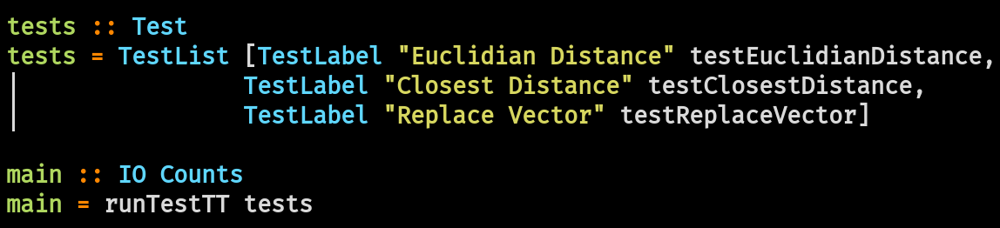 tests :: Test
tests = TestList [TestLabel "Euclidian Distance" testEuclidianDistance,
TestLabel "Closest Distance" testClosestDistance,
TestLabel "Replace Vector" testReplaceVector]
main :: IO Counts
main = runTestTT tests